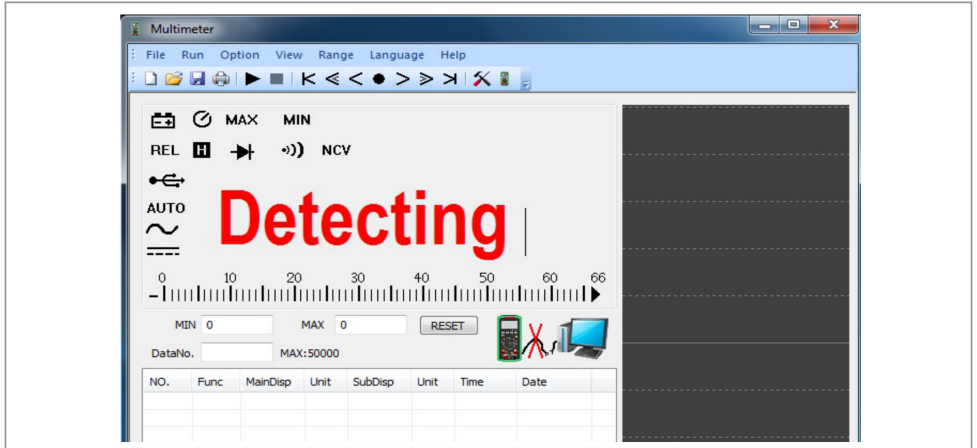 Multimeter
File Run Option View Range Language Help
MAX MIN
REL H NCV
AUTO
Detecting
0 10 20 30 40 50 60 66
MIN 0 MAX 0 RESET
DataNo. MAX:50000
NO. Func MainDisp Unit SubDisp Unit Time Date